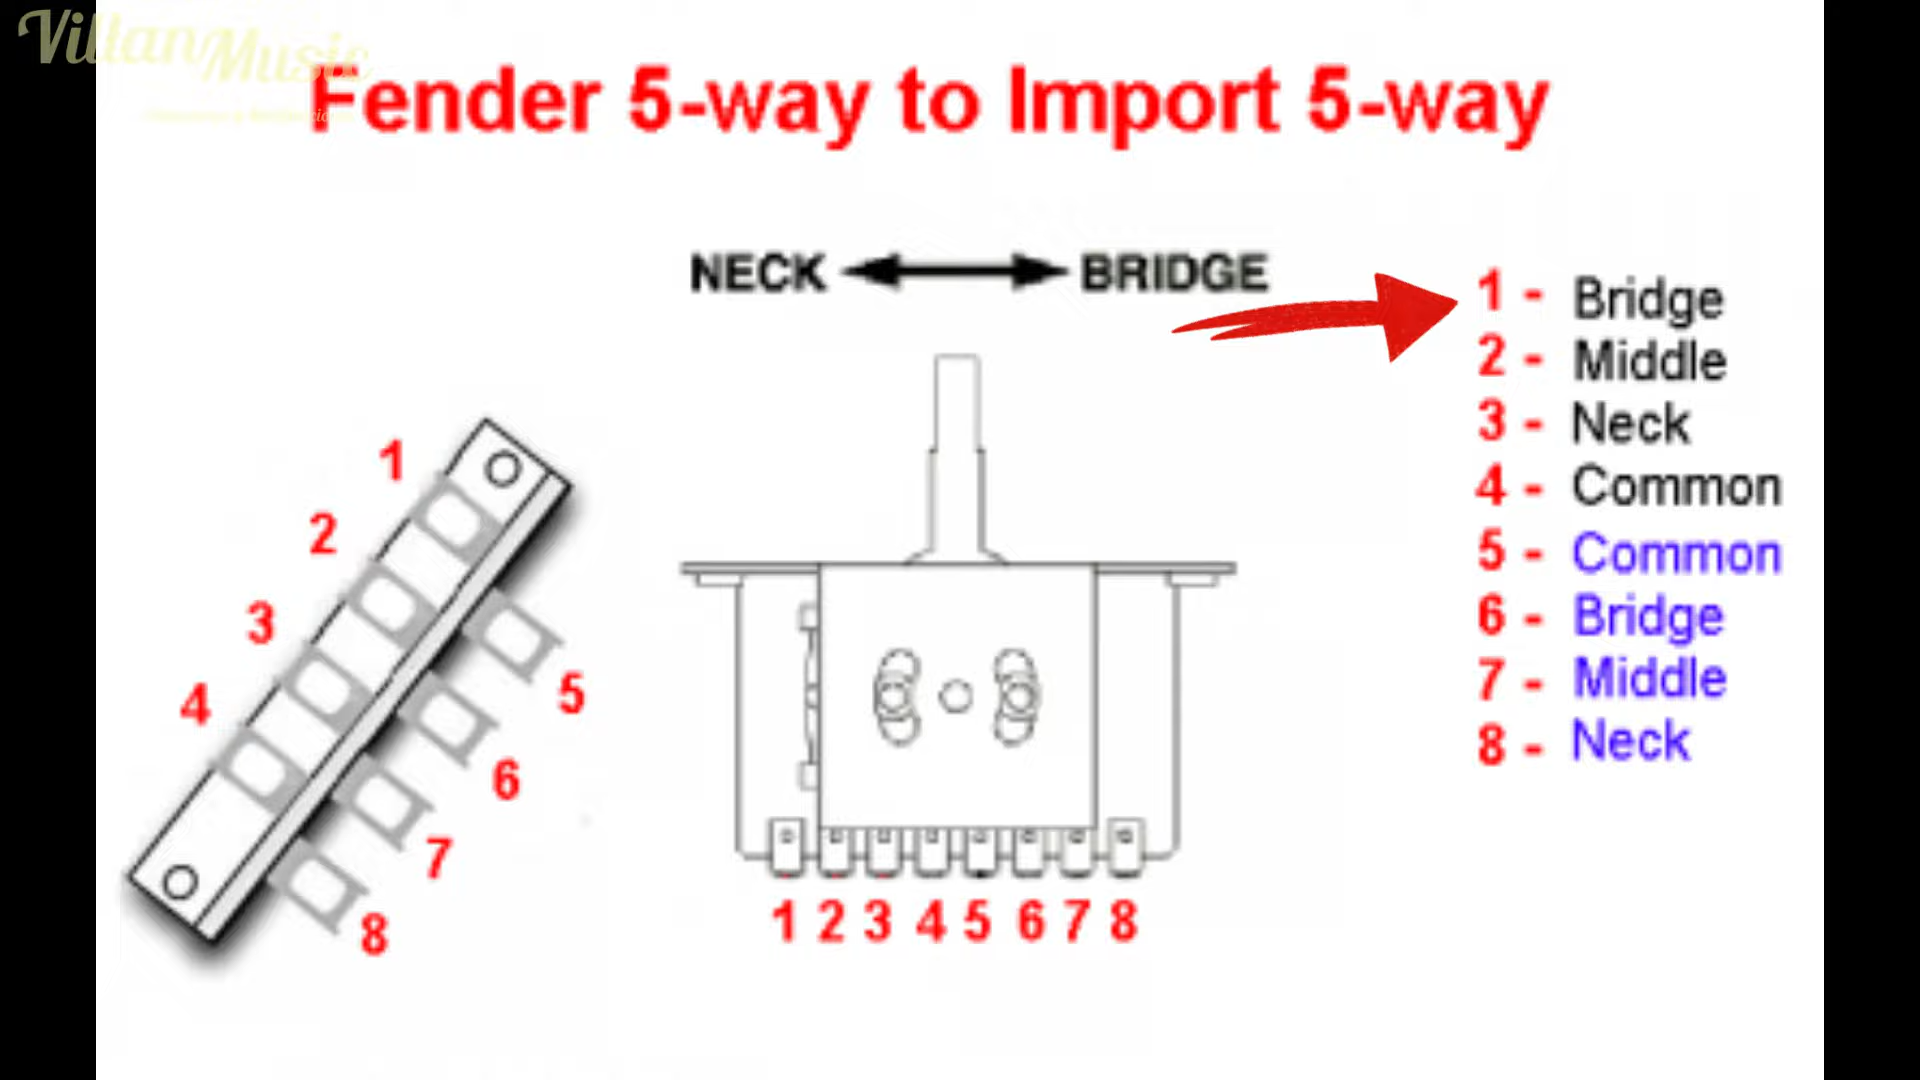 Villan Music
Fender 5-way to Import 5-way
NECK BRIDGE
1 - Bridge
2 - Middle
3 - Neck
4 - Common
5 - Common
6 - Bridge
7 - Middle
8 - Neck
1
2
3
4
5
6
7
8
1 2 3 4 5 6 7 8